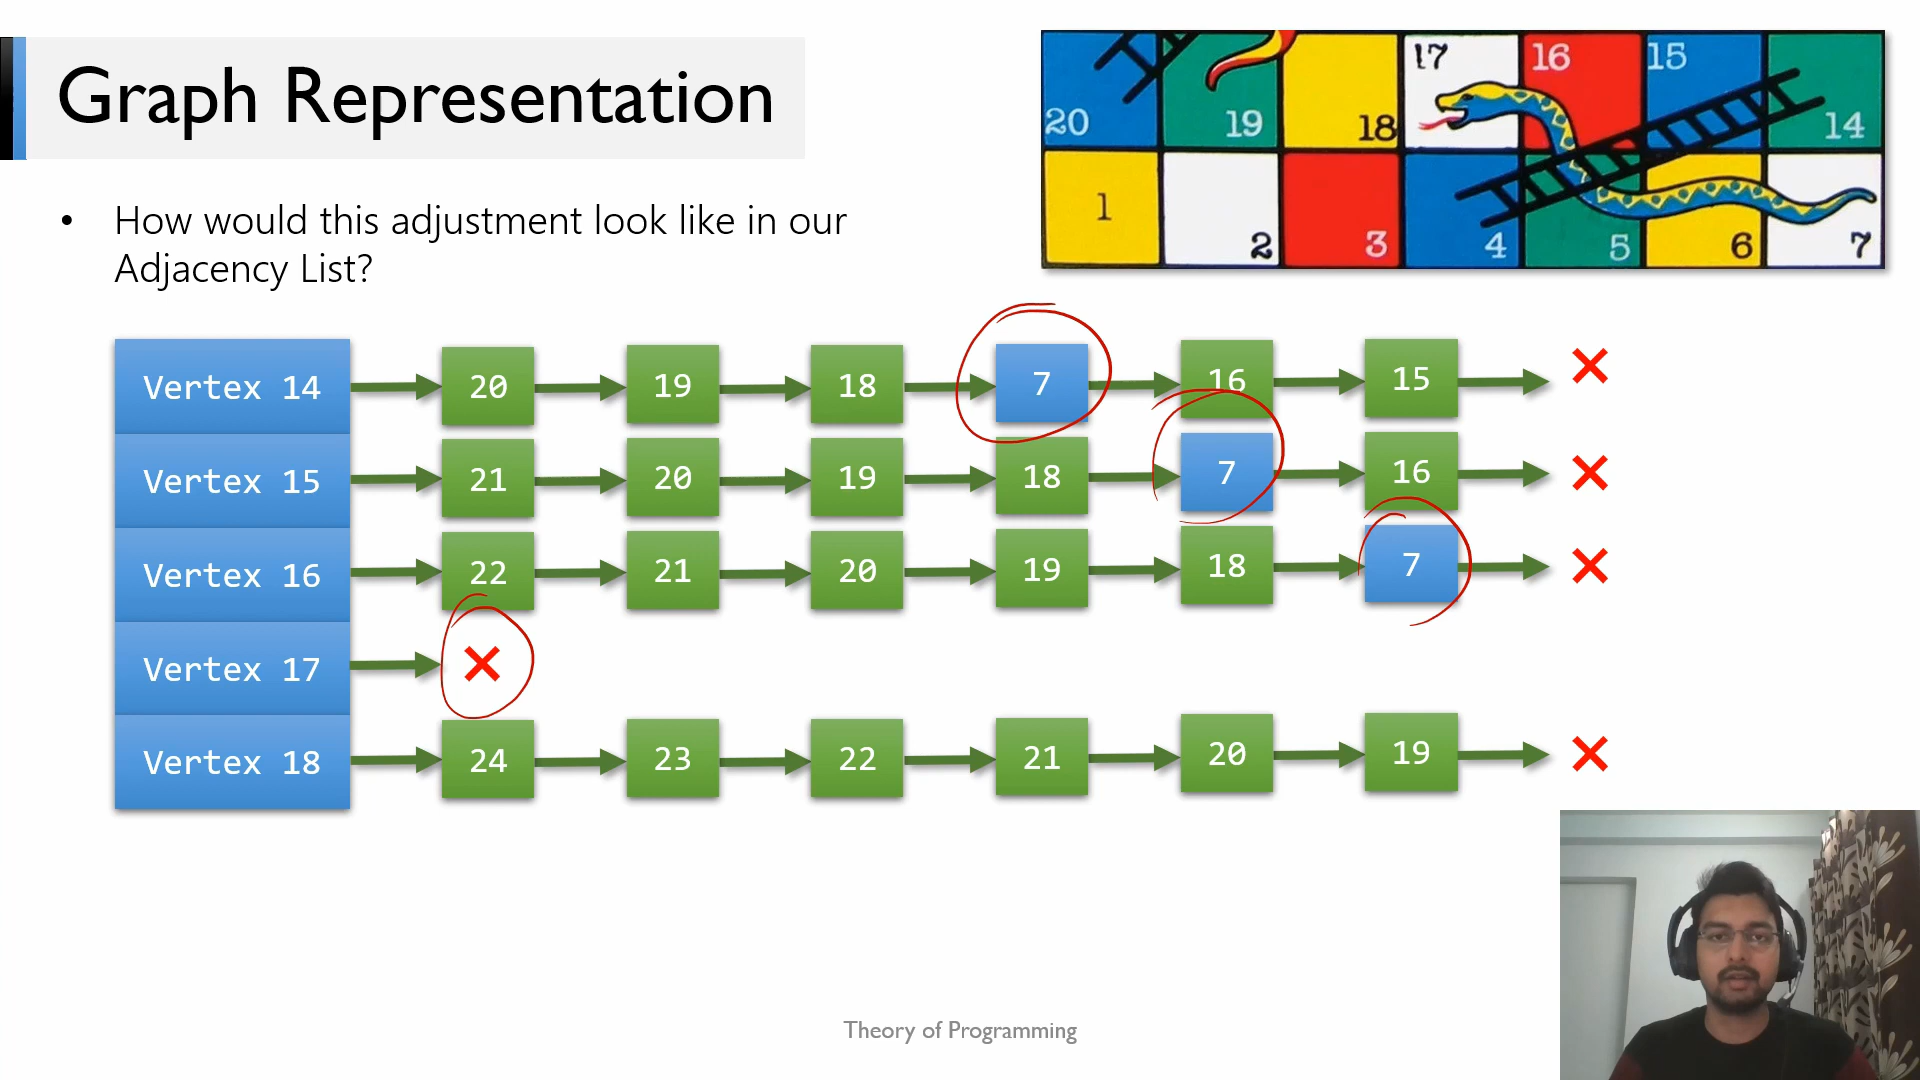 Graph Representation
17 16 15
20 19 18 14
1
2 3 4 5 6 7
• How would this adjustment look like in our
Adjacency List?
Vertex 14 20 19 18 7 16 15
Vertex 15 21 20 19 18 7 16
Vertex 16 22 21 20 19 18 7
Vertex 17
Vertex 18 24 23 22 21 20 19
Theory of Programming